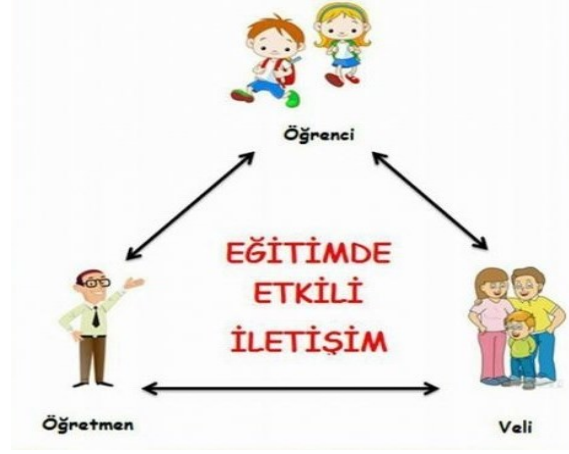 Öğrenci
EĞİTİMDE
ETKİLİ
İLETİŞİM
Öğretmen
Veli